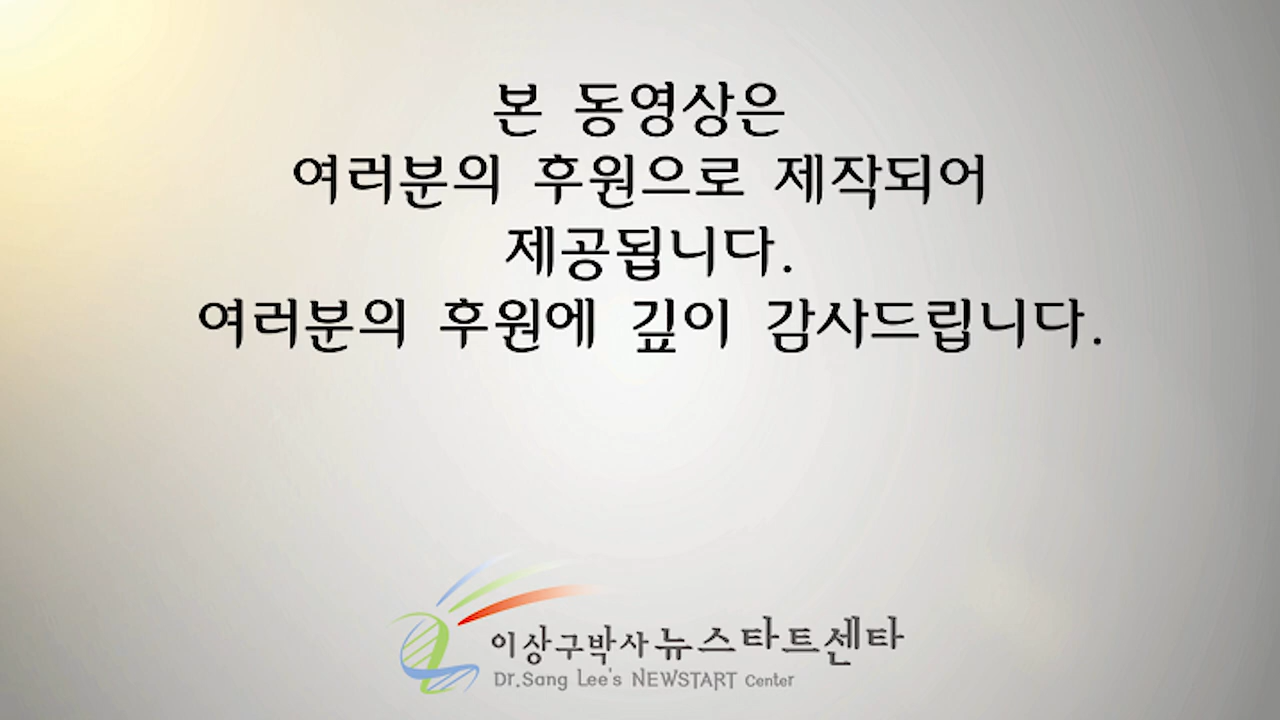 본 동영상은
여러분의 후원으로 제작되어
제공됩니다.
여러분의 후원에 깊이 감사드립니다.
이상구박사뉴스타트센타
Dr.Sang Lee's NEWSTART Center